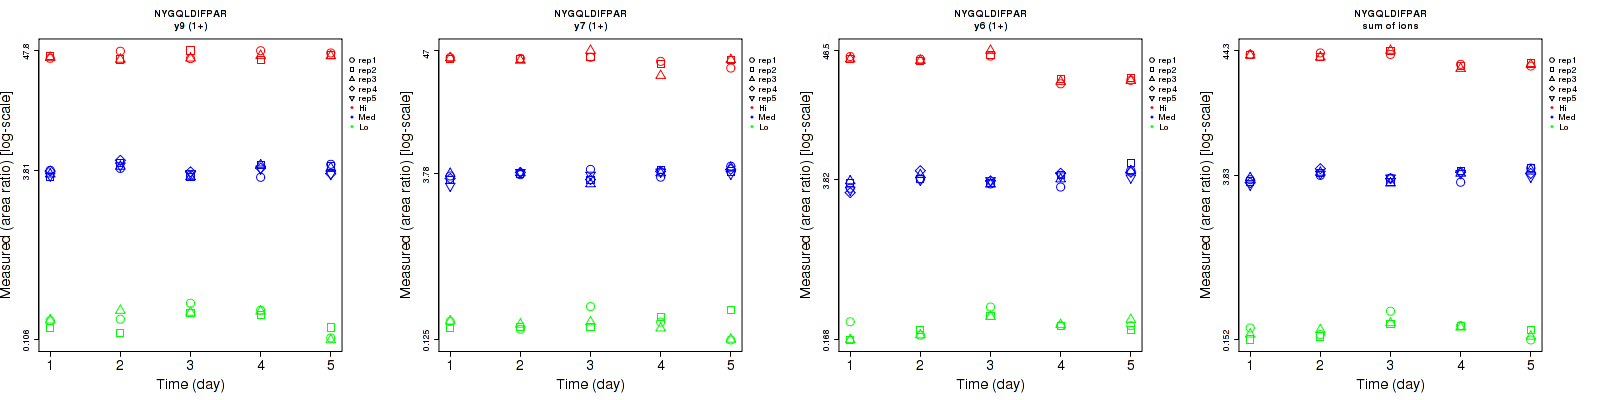 NYGQLDIFPAR
y9 (1+)
Measured (area ratio) [log-scale]
47.8
3.81
0.106
1 2 3 4 5
Time (day)
rep1
rep2
rep3
rep4
rep5
Hi
Med
Lo
NYGQLDIFPAR
y7 (1+)
Measured (area ratio) [log-scale]
47
3.78
0.125
1 2 3 4 5
Time (day)
rep1
rep2
rep3
rep4
rep5
Hi
Med
Lo
NYGQLDIFPAR
y6 (1+)
Measured (area ratio) [log-scale]
46.5
3.82
0.168
1 2 3 4 5
Time (day)
rep1
rep2
rep3
rep4
rep5
Hi
Med
Lo
NYGQLDIFPAR
sum of ions
Measured (area ratio) [log-scale]
44.3
3.83
0.152
1 2 3 4 5
Time (day)
rep1
rep2
rep3
rep4
rep5
Hi
Med
Lo